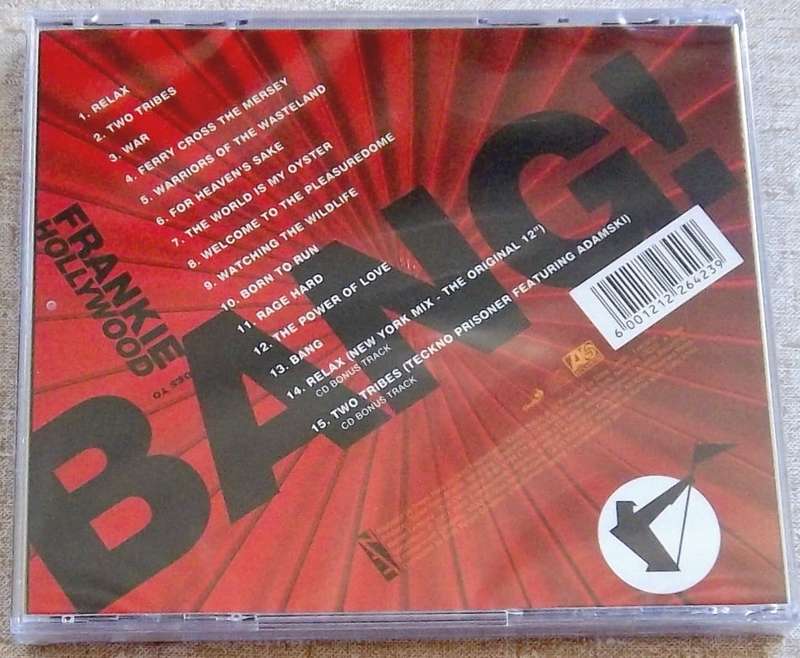 1. RELAX
2. TWO TRIBES
3. WAR
4. FERRY CROSS THE MERSEY
5. WARRIORS OF THE WASTELAND
6. FOR HEAVEN'S SAKE
7. THE WORLD IS MY OYSTER
8. WELCOME TO THE PLEASUREDOME
9. WATCHING THE WILDLIFE
10. BORN TO RUN
11. RAGE HARD
12. THE POWER OF LOVE
13. BANG
14. RELAX (NEW YORK MIX - THE ORIGINAL 12")
CD BONUS TRACK
15. TWO TRIBES (TECKNO PRISONER FEATURING ADAMSKI)
CD BONUS TRACK
FRANKIE
GOES TO
HOLLYWOOD
BANG!
6 001212 264239
ZTT